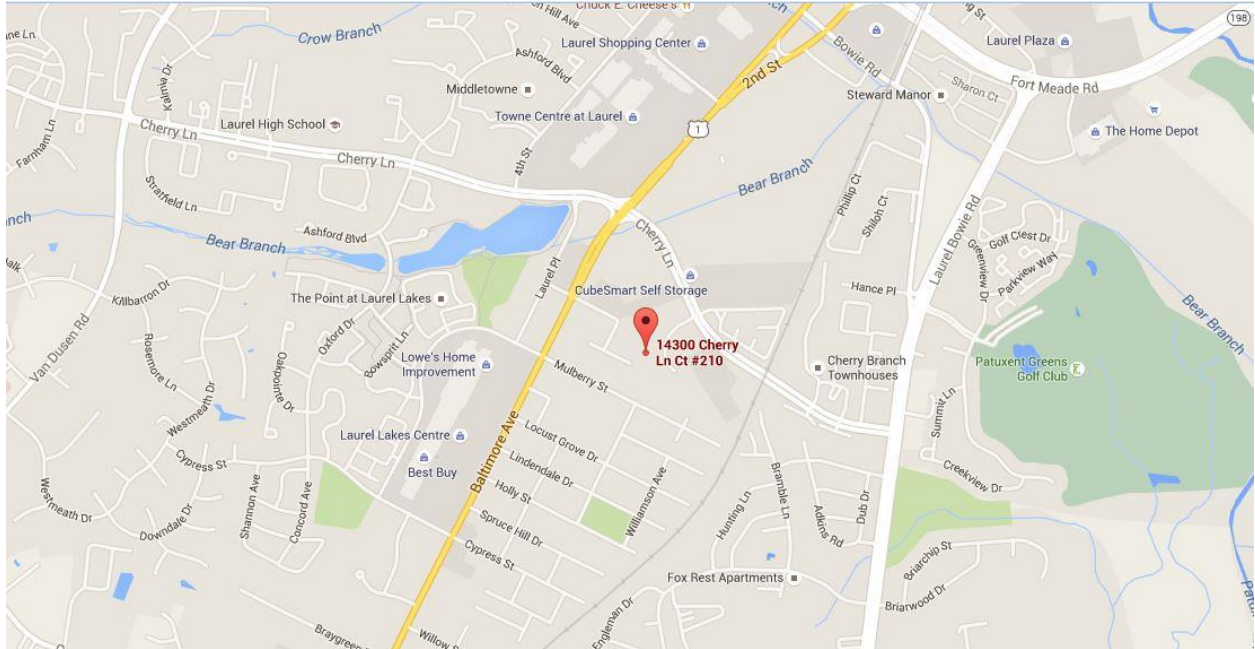 Chuck E. Cheese's
198
Crow Branch
Hill Ave
Laurel Shopping Center
Laurel Plaza
Ashford Blvd
Bowie Rd
2nd St
Fort Meade Rd
Kalmer Dr
Middletowne
Steward Manor
Sharon Ct
Towne Centre at Laurel
Laurel High School
1
The Home Depot
Cherry Ln
Farnham Ln
Cherry Ln
4th St
Bear Branch
Stratfield Ln
Phillip Ct
Shiloh Ct
Ashford Blvd
Bear Branch
Cherry Ln
Laurel Bowie Rd
Golf Crest Dr
Greenview Dr
Parkview Way
Laurel Pl
Killbarron Dr
The Point at Laurel Lakes
CubeSmart Self Storage
Hance Pl
Bear Branch
Oxford Dr
Bowsprit Ln
Van Dusen Rd
Rosemore Ln
Oakpointe Dr
14300 Cherry
Ln Ct #210
Lowe's Home
Improvement
Mulberry St
Cherry Branch
Townhouses
Patuxent Greens
Golf Club
Westmeath Dr
Summit Ln
Baltimore Ave
Locust Grove Dr
Laurel Lakes Centre
Cypress St
Best Buy
Lindendale Dr
Creekview Dr
Westmeath Dr
Holly St
Williamson Ave
Hunting Ln
Bramble Ln
Adkins Rd
Dub Dr
Downdale Dr
Shannon Ave
Concord Ave
Spruce Hill Dr
Cypress St
Briarchip St
Fox Rest Apartments
Briarwood Dr
Engleman Dr
Braygreen
Willow